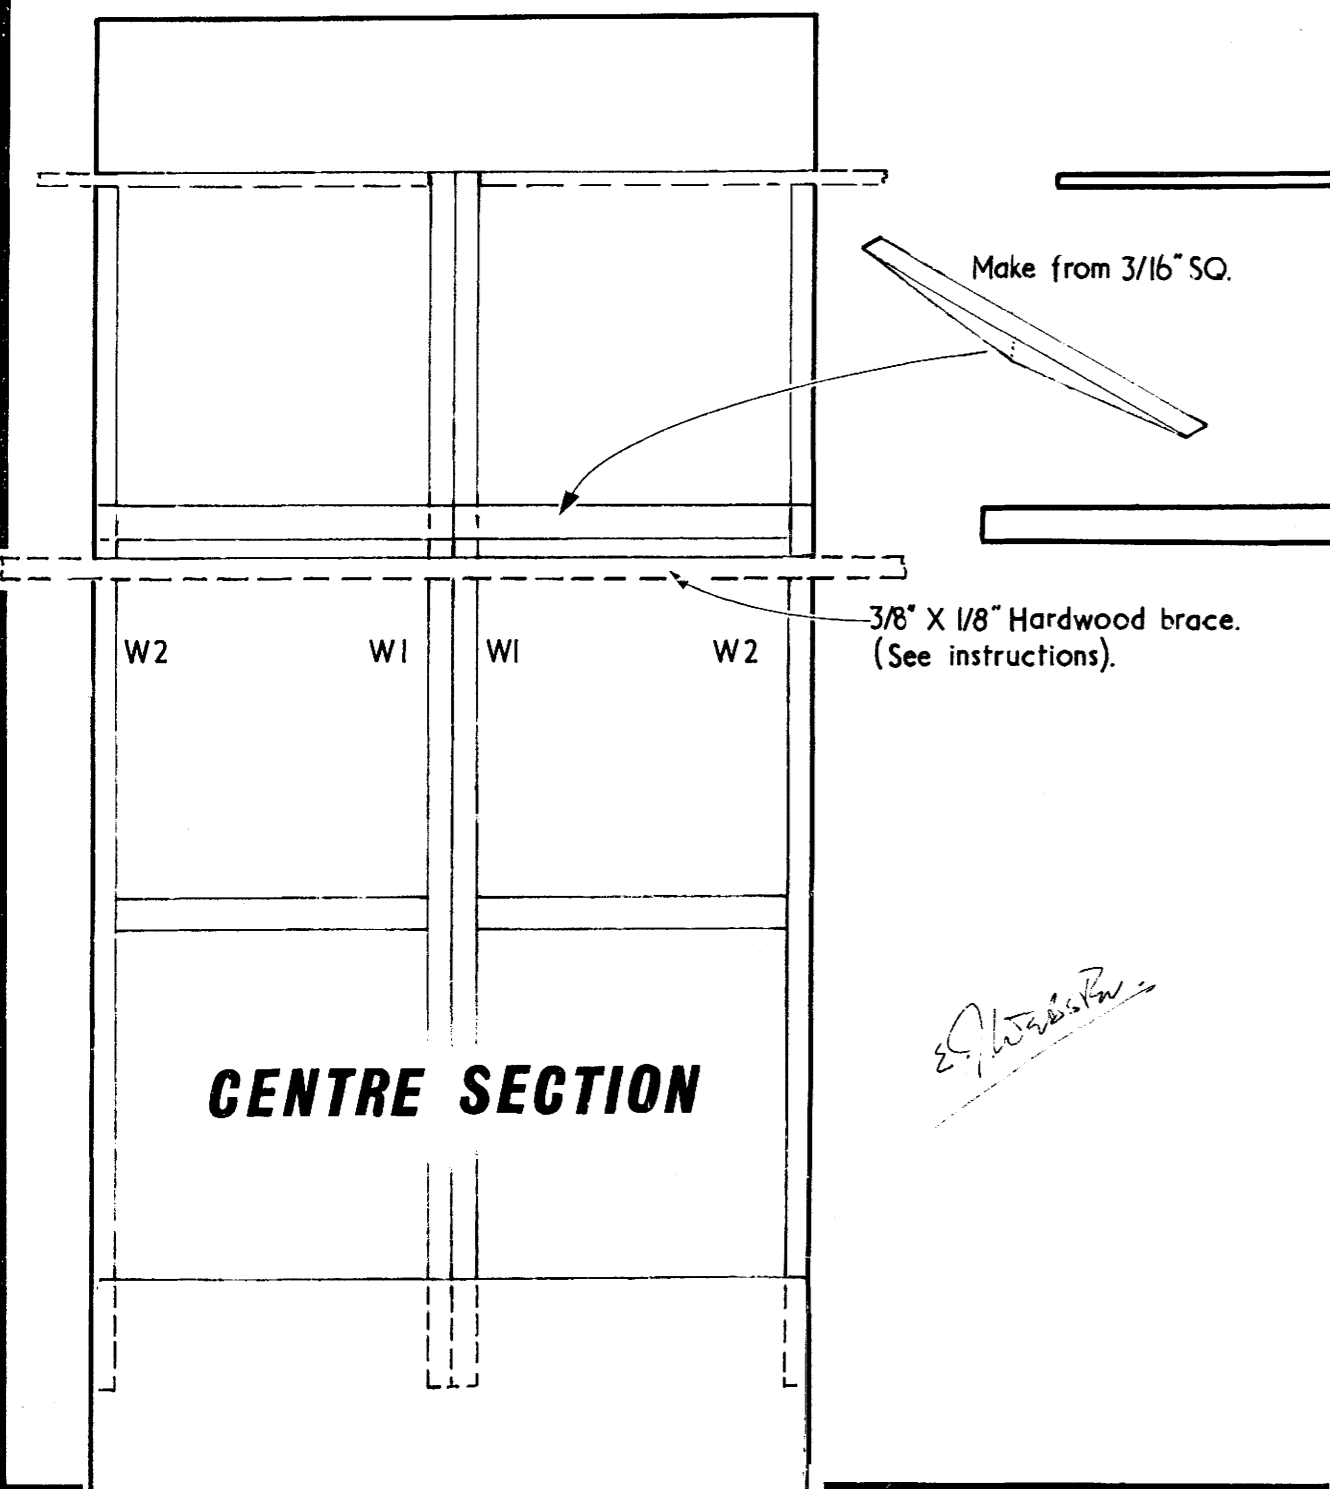 Make from 3/16" SQ.
3/8" X 1/8" Hardwood brace.
(See instructions).
W2 W1 W1 W2
CENTRE SECTION